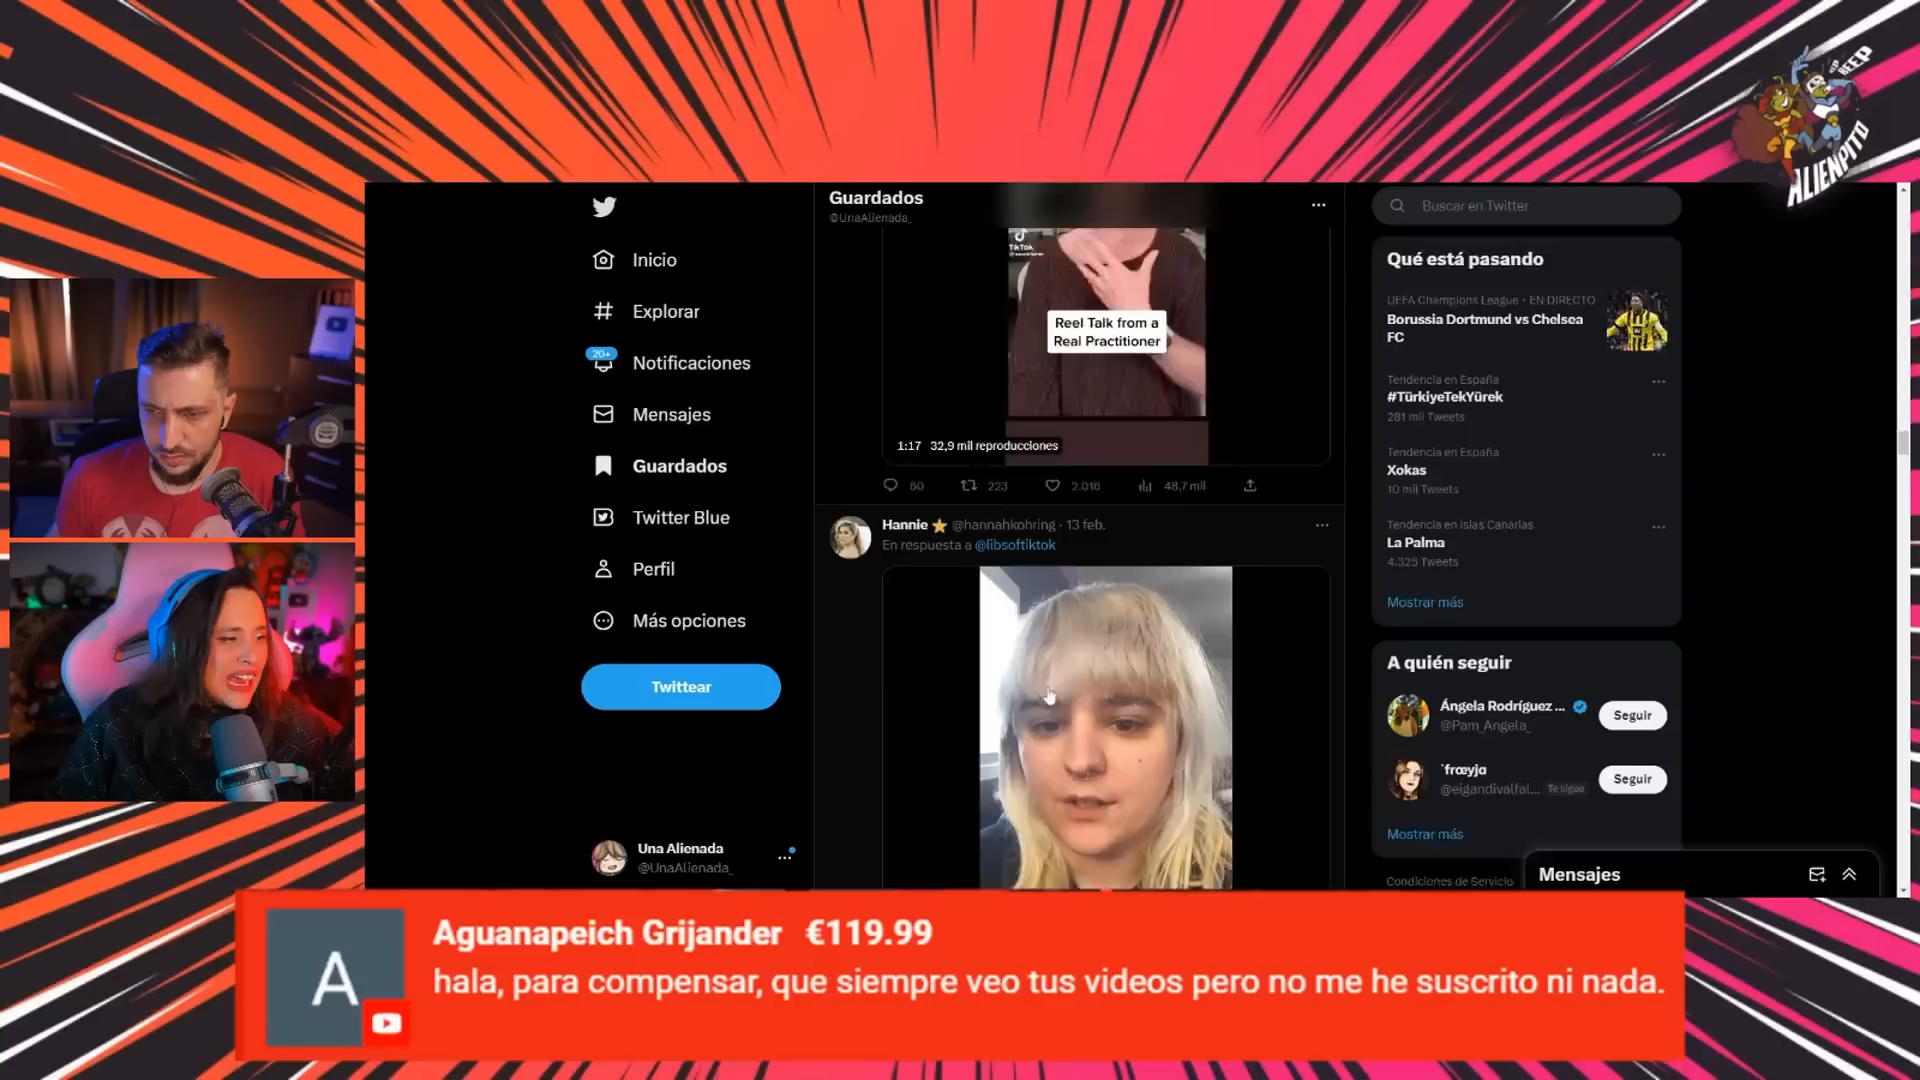 BEEP BEEP
ALIENPITO
Inicio
Explorar
20+
Notificaciones
Mensajes
Guardados
Twitter Blue
Perfil
Más opciones
Twittear
Una Alienada
@UnaAlienada_
Guardados
@UnaAlienada_
TikTok
Reel Talk from a
Real Practitioner
1:17 32,9 mil reproducciones
60 223 2.016 48,7 mil
Hannie @hannahkohring · 13 feb.
En respuesta a @libsoftiktok
Buscar en Twitter
Qué está pasando
UEFA Champions League · EN DIRECTO
Borussia Dortmund vs Chelsea
FC
Tendencia en España
#TürkiyeTekYürek
281 mil Tweets
Tendencia en España
Xokas
10 mil Tweets
Tendencia en Islas Canarias
La Palma
4.325 Tweets
Mostrar más
A quién seguir
Ángela Rodríguez ...
@Pam_Angela_
Seguir
@eigandivalfal... Te sigue
Seguir
Mostrar más
Condiciones de Servicio
Mensajes
A
Aguanapeich Grijander €119.99
hala, para compensar, que siempre veo tus videos pero no me he suscrito ni nada.